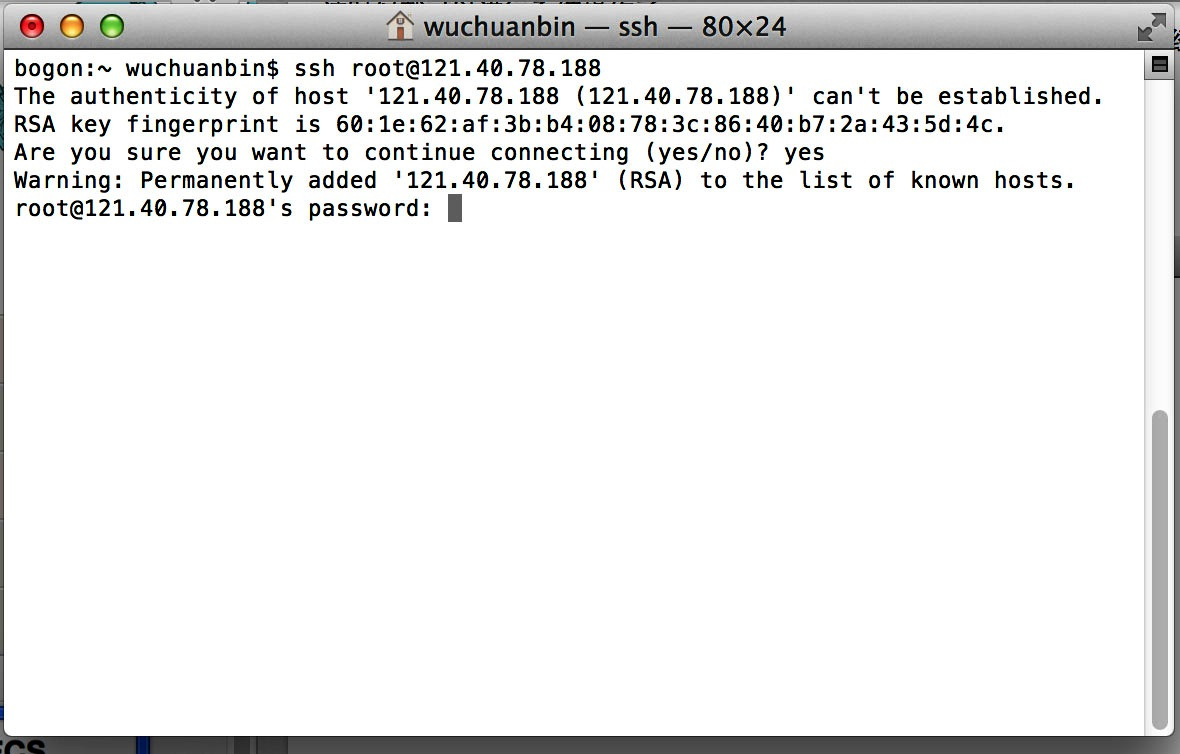 wuchuanbin — ssh — 80×24
bogon:~ wuchuanbin$ ssh root@121.40.78.188
The authenticity of host '121.40.78.188 (121.40.78.188)' can't be established.
RSA key fingerprint is 60:1e:62:af:3b:b4:08:78:3c:86:40:b7:2a:43:5d:4c.
Are you sure you want to continue connecting (yes/no)? yes
Warning: Permanently added '121.40.78.188' (RSA) to the list of known hosts.
root@121.40.78.188's password: